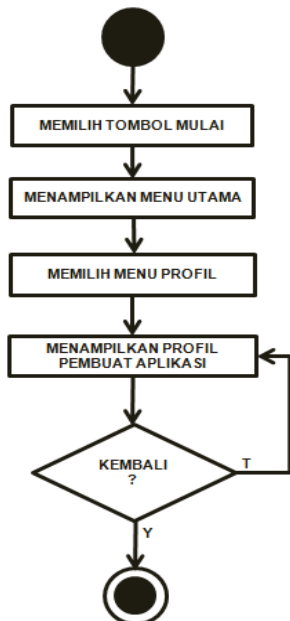 MEMILIH TOMBOL MULAI
MENAMPILKAN MENU UTAMA
MEMILIH MENU PROFIL
MENAMPILKAN PROFIL
PEMBUAT APLIKASI
KEMBALI
?
T
Y